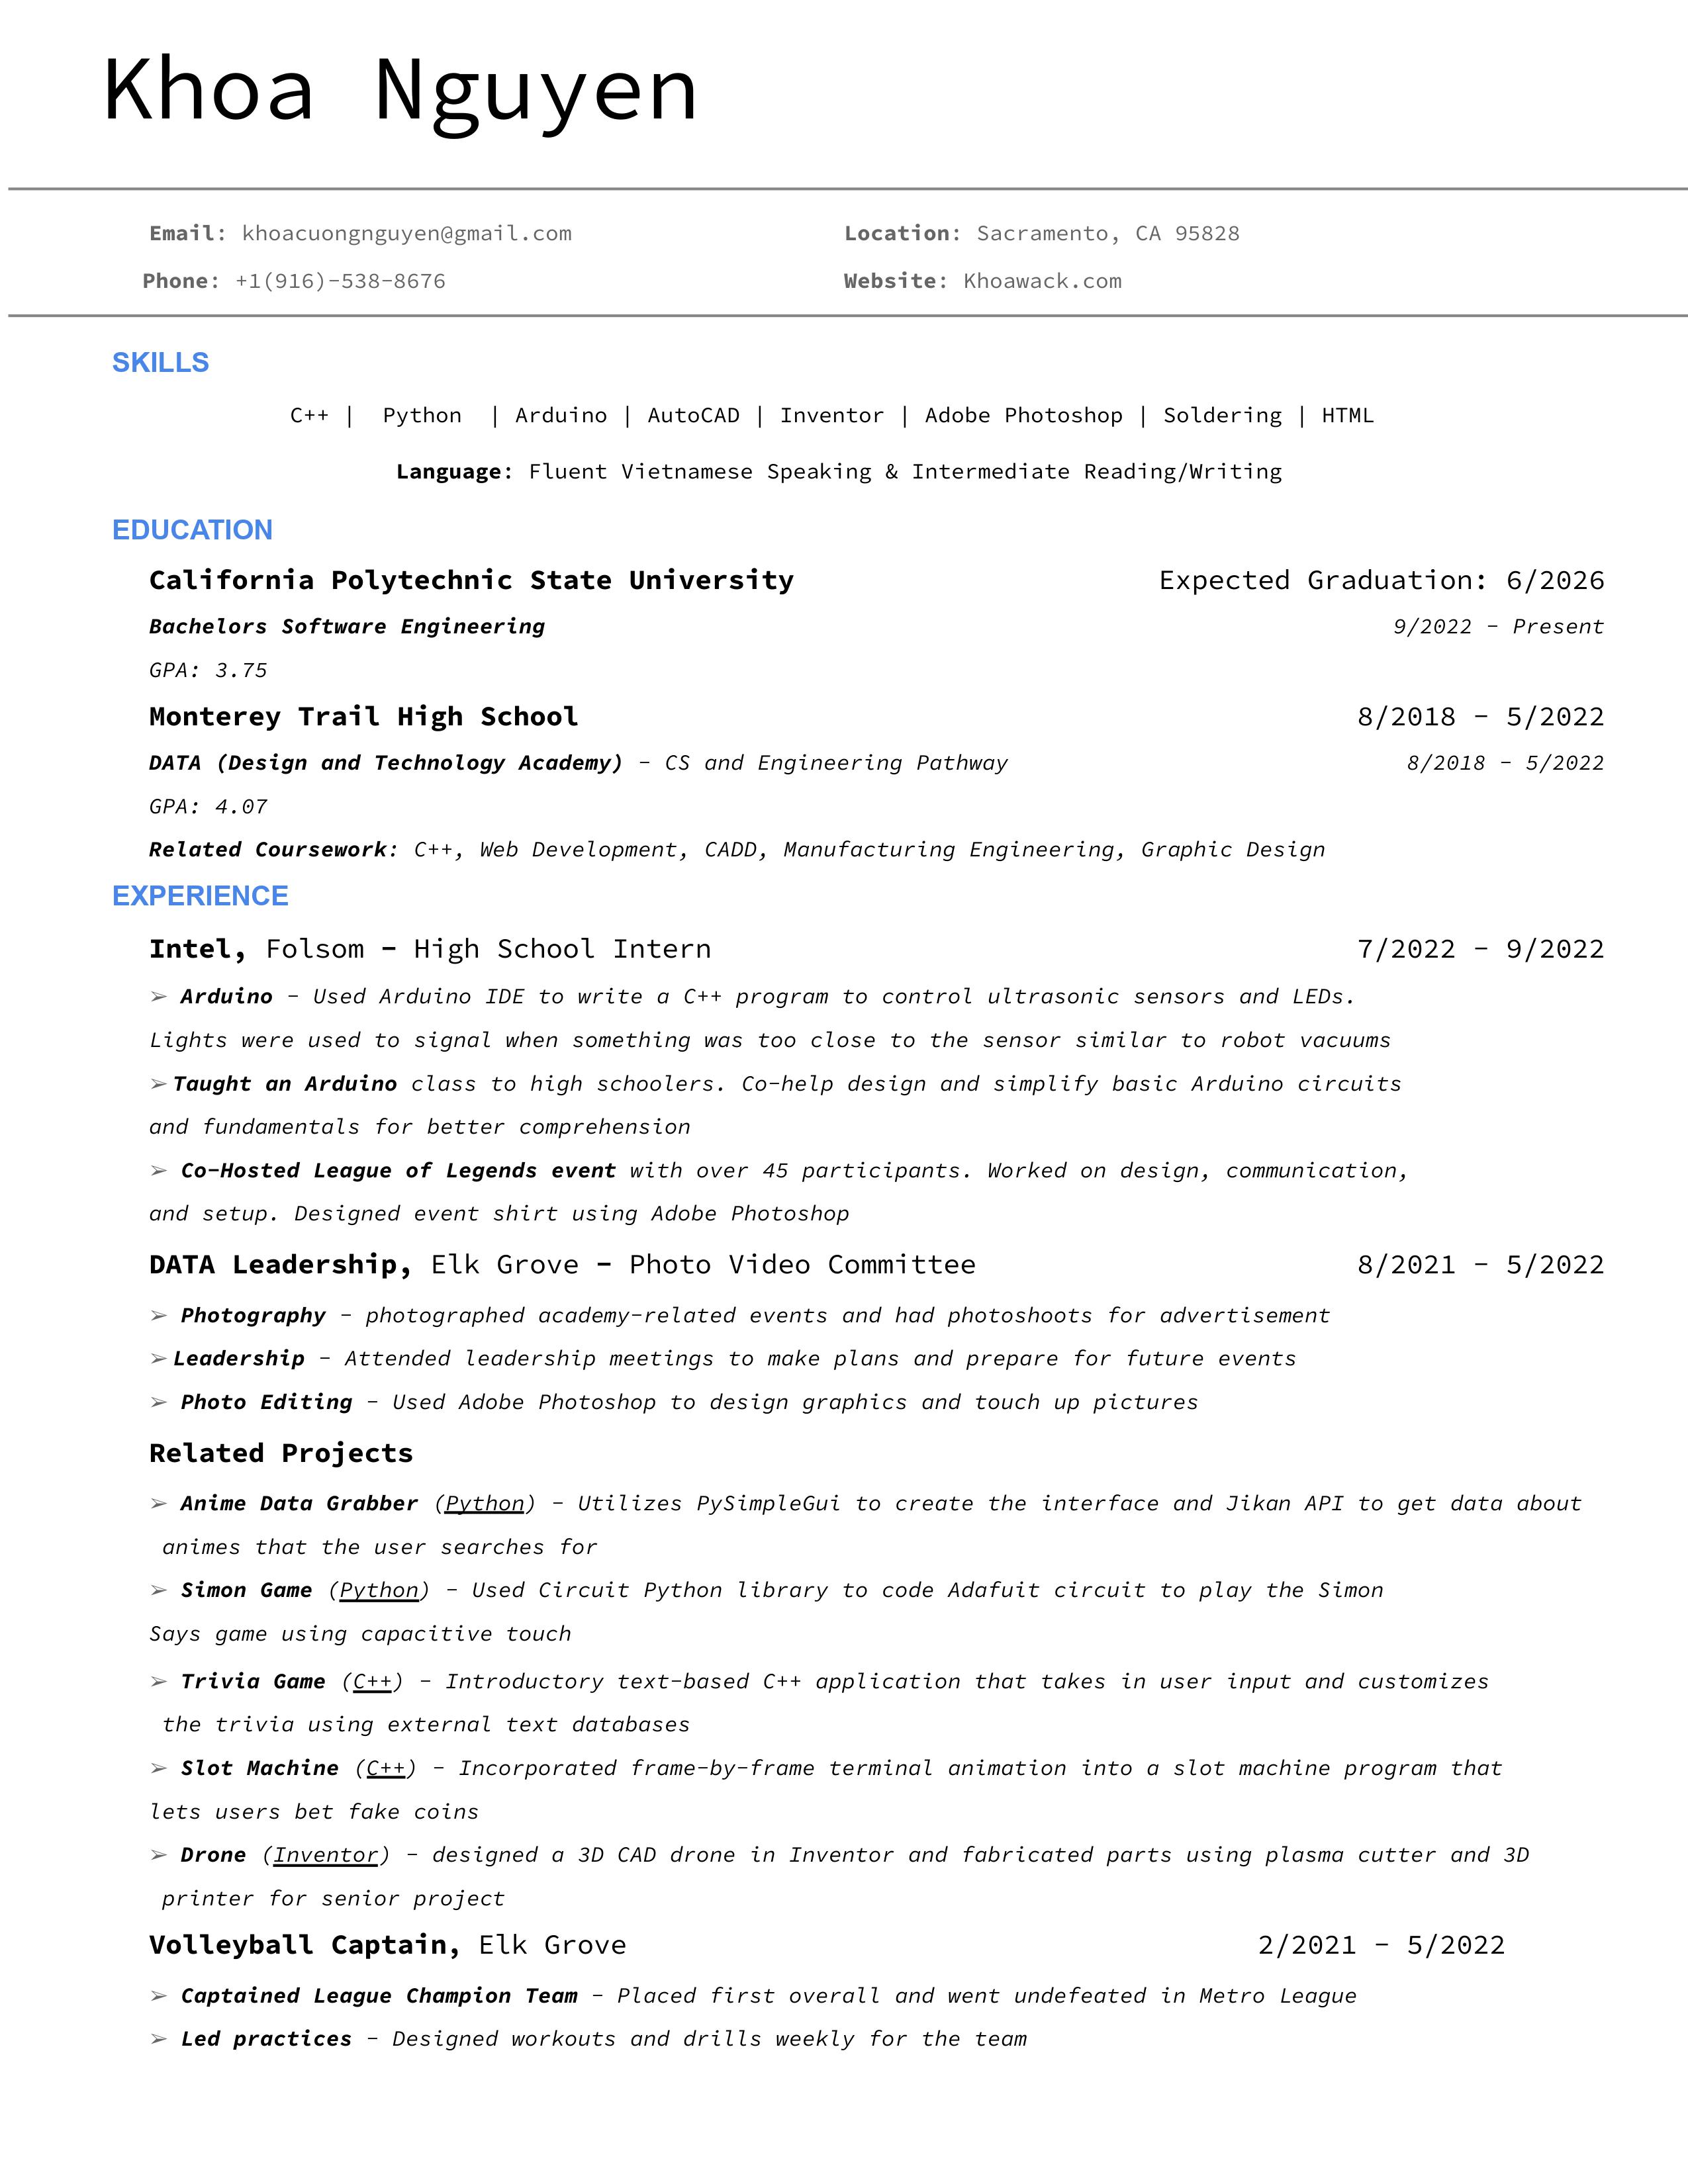 Khoa Nguyen
Email: khoacuongnguyen@gmail.com Location: Sacramento, CA 95828
Phone: +1(916)-538-8676 Website: Khoawack.com
SKILLS
C++ | Python | Arduino | AutoCAD | Inventor | Adobe Photoshop | Soldering | HTML
Language: Fluent Vietnamese Speaking & Intermediate Reading/Writing
EDUCATION
California Polytechnic State University Expected Graduation: 6/2026
Bachelors Software Engineering 9/2022 - Present
GPA: 3.75
Monterey Trail High School 8/2018 - 5/2022
DATA (Design and Technology Academy) - CS and Engineering Pathway 8/2018 - 5/2022
GPA: 4.07
Related Coursework: C++, Web Development, CADD, Manufacturing Engineering, Graphic Design
EXPERIENCE
Intel, Folsom - High School Intern 7/2022 - 9/2022
➢ Arduino - Used Arduino IDE to write a C++ program to control ultrasonic sensors and LEDs.
Lights were used to signal when something was too close to the sensor similar to robot vacuums
➢ Taught an Arduino class to high schoolers. Co-help design and simplify basic Arduino circuits
and fundamentals for better comprehension
➢ Co-Hosted League of Legends event with over 45 participants. Worked on design, communication,
and setup. Designed event shirt using Adobe Photoshop
DATA Leadership, Elk Grove - Photo Video Committee 8/2021 - 5/2022
➢ Photography - photographed academy-related events and had photoshoots for advertisement
➢ Leadership - Attended leadership meetings to make plans and prepare for future events
➢ Photo Editing - Used Adobe Photoshop to design graphics and touch up pictures
Related Projects
➢ Anime Data Grabber (Python) - Utilizes PySimpleGui to create the interface and Jikan API to get data about
animes that the user searches for
➢ Simon Game (Python) - Used Circuit Python library to code Adafuit circuit to play the Simon
Says game using capacitive touch
➢ Trivia Game (C++) - Introductory text-based C++ application that takes in user input and customizes
the trivia using external text databases
➢ Slot Machine (C++) - Incorporated frame-by-frame terminal animation into a slot machine program that
lets users bet fake coins
➢ Drone (Inventor) - designed a 3D CAD drone in Inventor and fabricated parts using plasma cutter and 3D
printer for senior project
Volleyball Captain, Elk Grove 2/2021 - 5/2022
➢ Captained League Champion Team - Placed first overall and went undefeated in Metro League
➢ Led practices - Designed workouts and drills weekly for the team